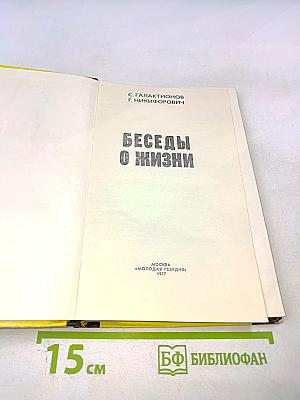 С. ГАЛАКТИОНОВ
Г. НИКИФОРОВИЧ
БЕСЕДЫ
О ЖИЗНИ
МОСКВА
«МОЛОДАЯ ГВАРДИЯ»
1977
15 см
БФ БИБЛИОФАН